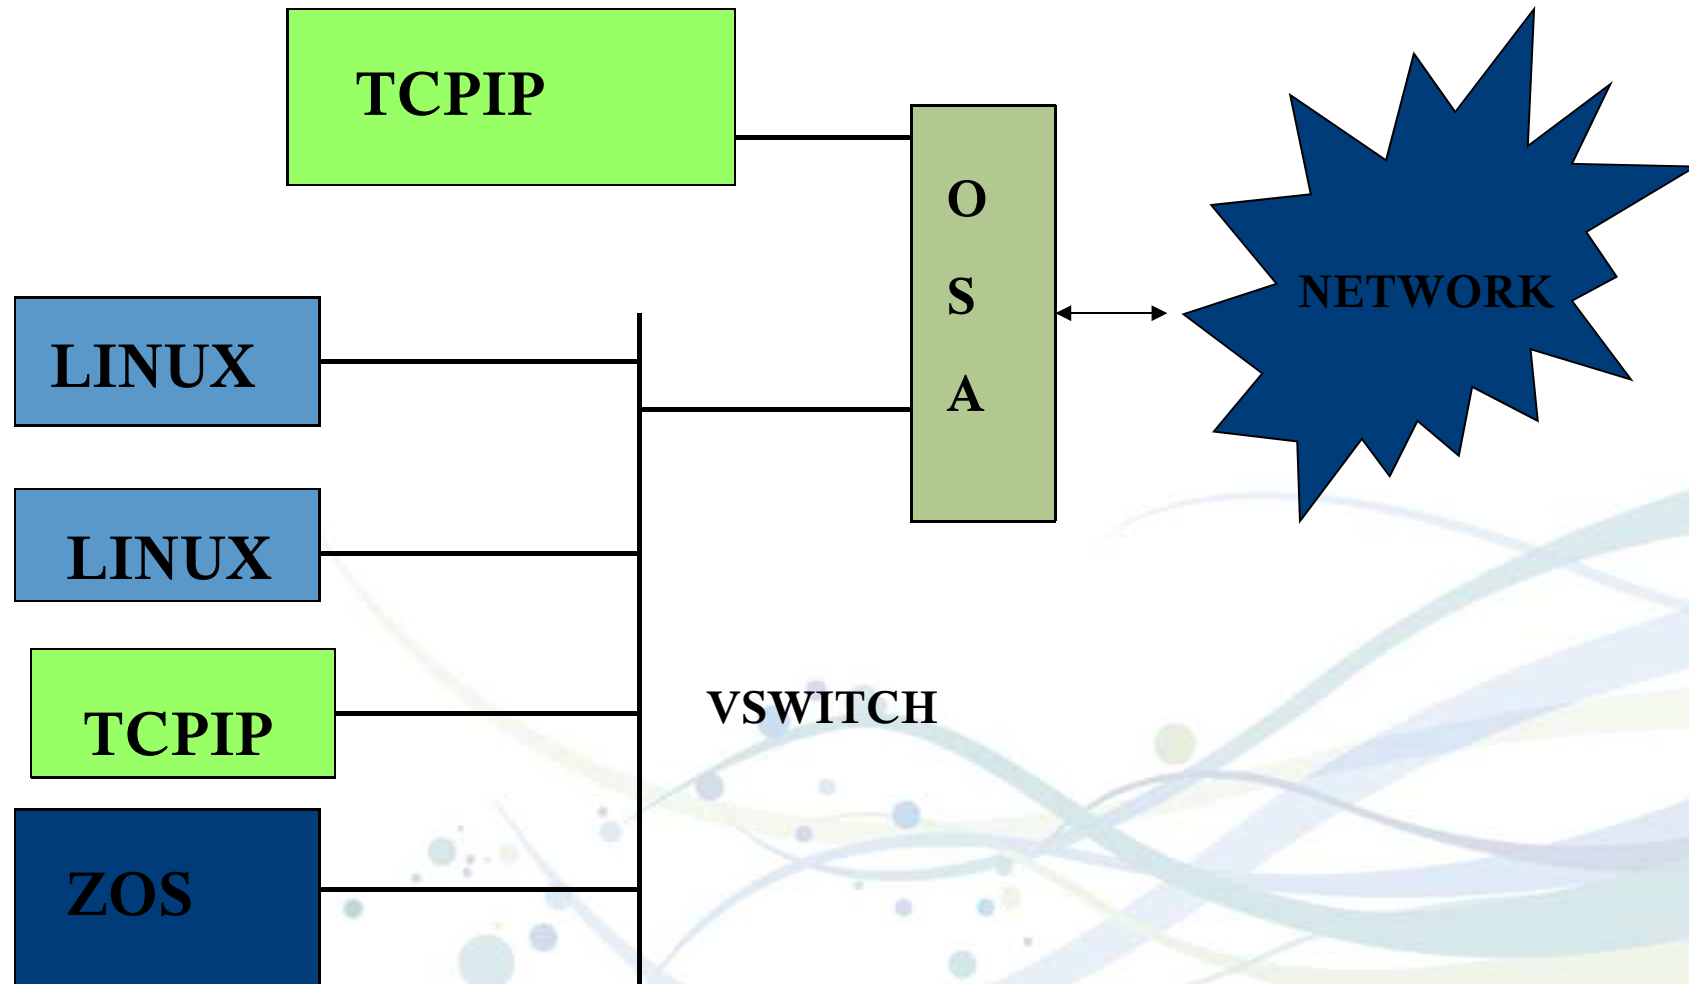 TCPIP
O
S
A
NETWORK
LINUX
LINUX
TCPIP
VSWITCH
ZOS